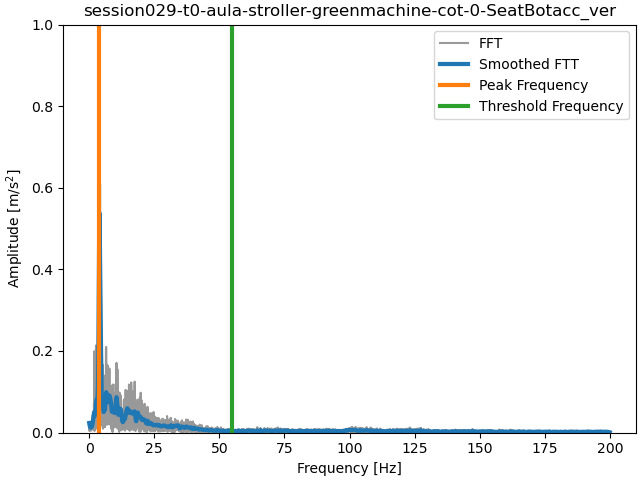 session029-t0-aula-stroller-greenmachine-cot-0-SeatBotacc_ver
1.0
0.8
0.6
0.4
0.2
0.0
Amplitude [m/s²]
FFT
Smoothed FTT
Peak Frequency
Threshold Frequency
0 25 50 75 100 125 150 175 200
Frequency [Hz]